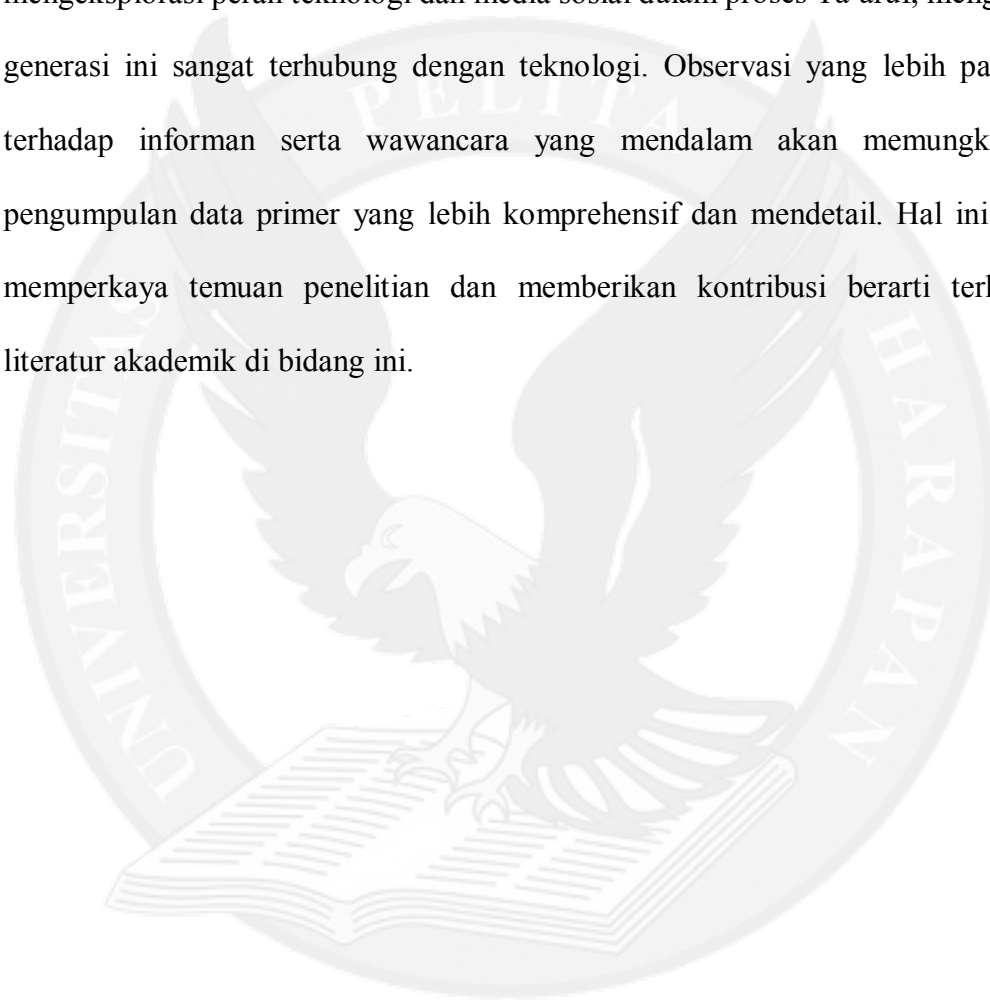 mengeksplorasi peran teknologi dan media sosial dalam proses Ta'aruf,
generasi ini sangat terhubung dengan teknologi. Observasi yang lebih
terhadap informan serta wawancara yang mendalam akan
pengumpulan data primer yang lebih komprehensif dan mendetail. Hal ini
memperkaya temuan penelitian dan memberikan kontribusi berarti
literatur akademik di bidang ini.
UNIVERSITAS PELITA HARAPAN